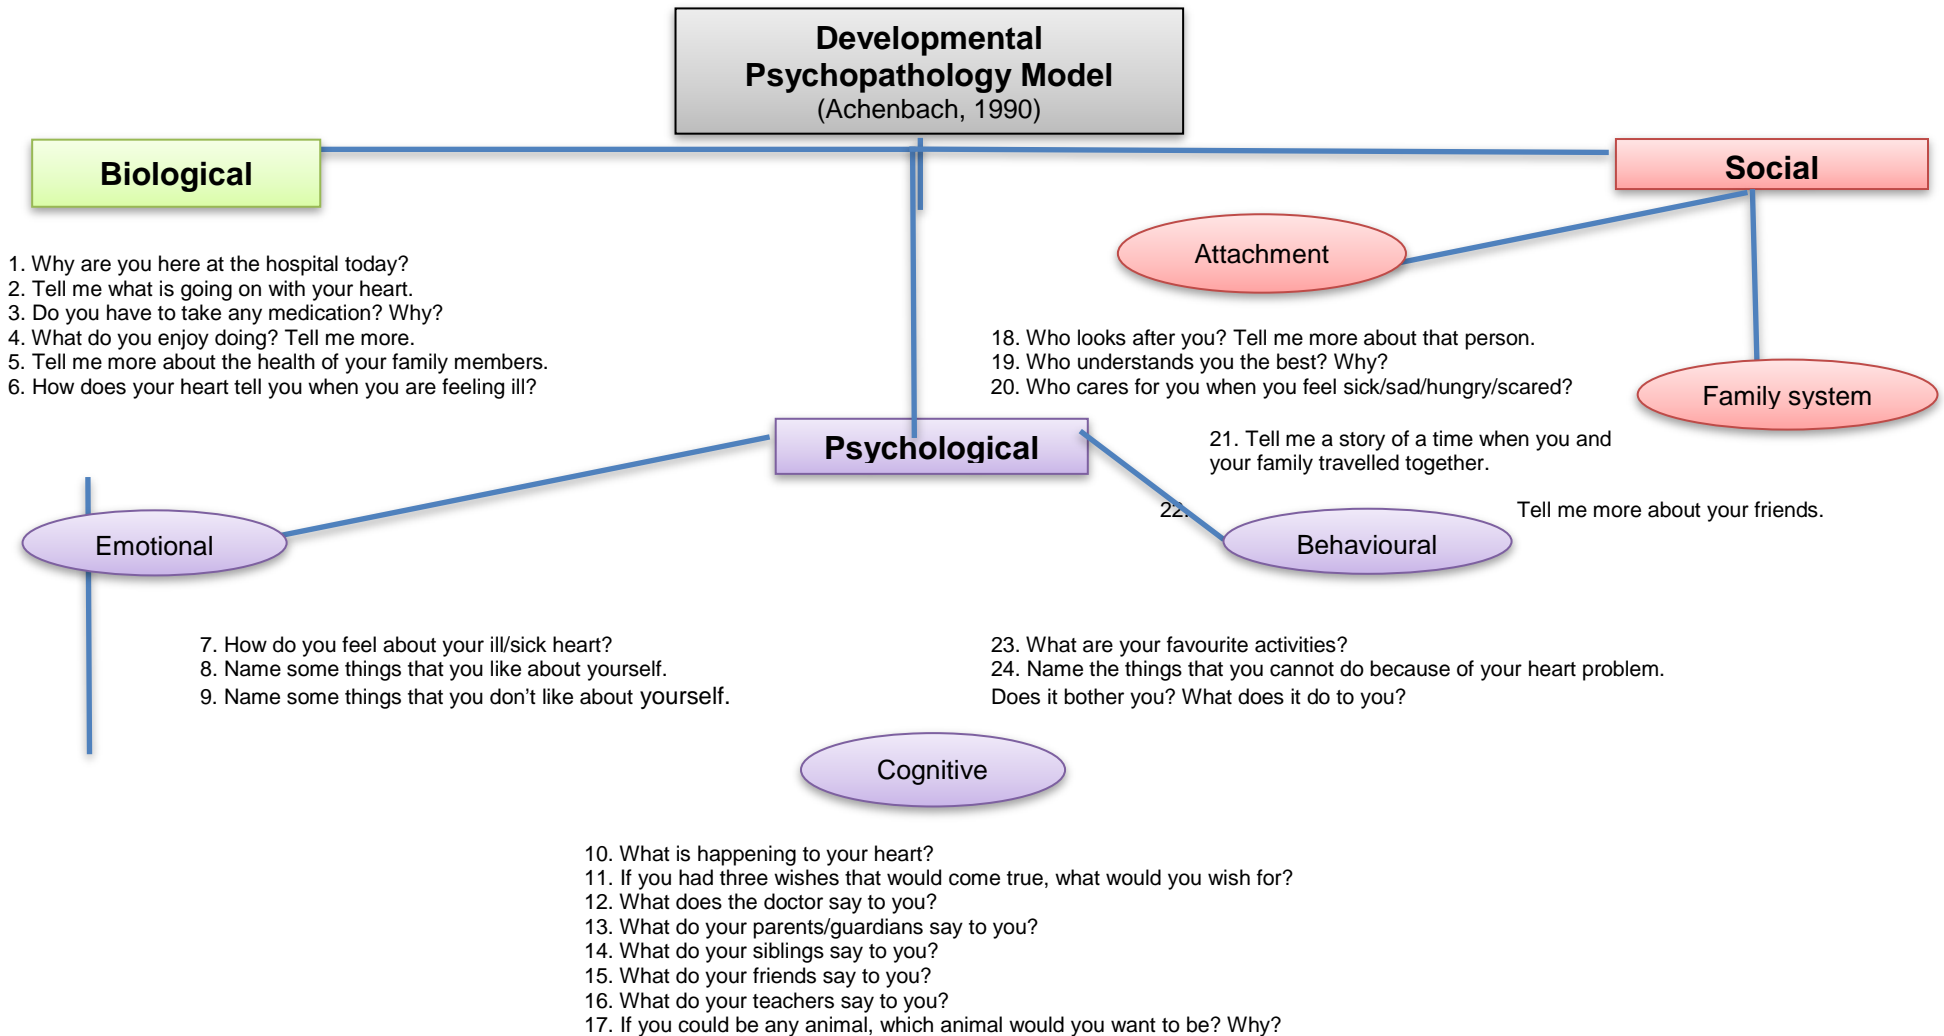 Developmental
Psychopathology Model
(Achenbach, 1990)
Biological
Social
Attachment
1. Why are you here at the hospital today?
2. Tell me what is going on with your heart.
3. Do you have to take any medication? Why?
4. What do you enjoy doing? Tell me more.
5. Tell me more about the health of your family members.
6. How does your heart tell you when you are feeling ill?
18. Who looks after you? Tell me more about that person.
19. Who understands you the best? Why?
20. Who cares for you when you feel sick/sad/hungry/scared?
Family system
Psychological
21. Tell me a story of a time when you and
your family travelled together.
22. Tell me more about your friends.
Emotional
Behavioural
7. How do you feel about your ill/sick heart?
8. Name some things that you like about yourself.
9. Name some things that you don’t like about yourself.
23. What are your favourite activities?
24. Name the things that you cannot do because of your heart problem.
Does it bother you? What does it do to you?
Cognitive
10. What is happening to your heart?
11. If you had three wishes that would come true, what would you wish for?
12. What does the doctor say to you?
13. What do your parents/guardians say to you?
14. What do your siblings say to you?
15. What do your friends say to you?
16. What do your teachers say to you?
17. If you could be any animal, which animal would you want to be? Why?